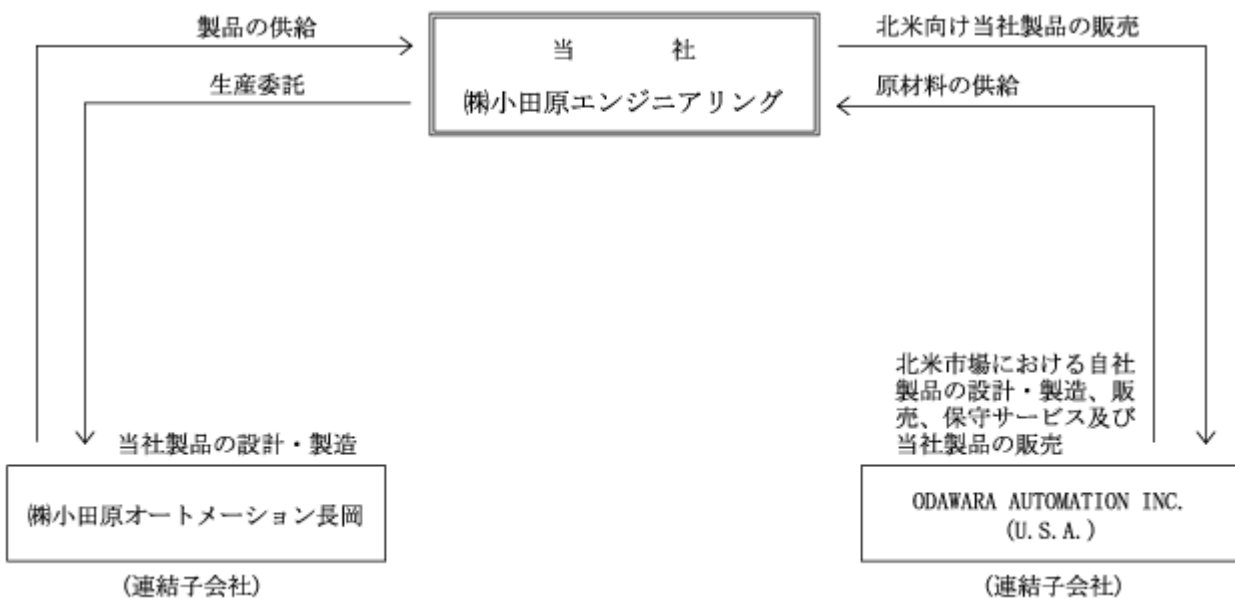 製品の供給
生産委託
当 社
㈱小田原エンジニアリング
北米向け当社製品の販売
原材料の供給
当社製品の設計・製造
㈱小田原オートメーション長岡
(連結子会社)
北米市場における自社
製品の設計・製造、販
売、保守サービス及び
当社製品の販売
ODAWARA AUTOMATION INC.
(U.S.A.)
(連結子会社)